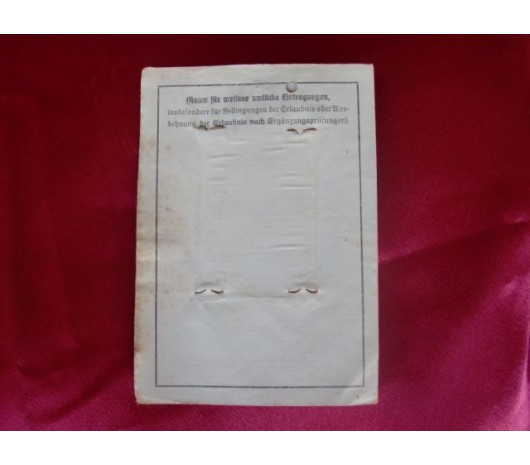 (Raum für weitere amtliche Eintragungen,
insbesondere für Bedingungen der Erlaubnis oder Aus-
dehnung der Erlaubnis nach Ergänzungsprüfungen).